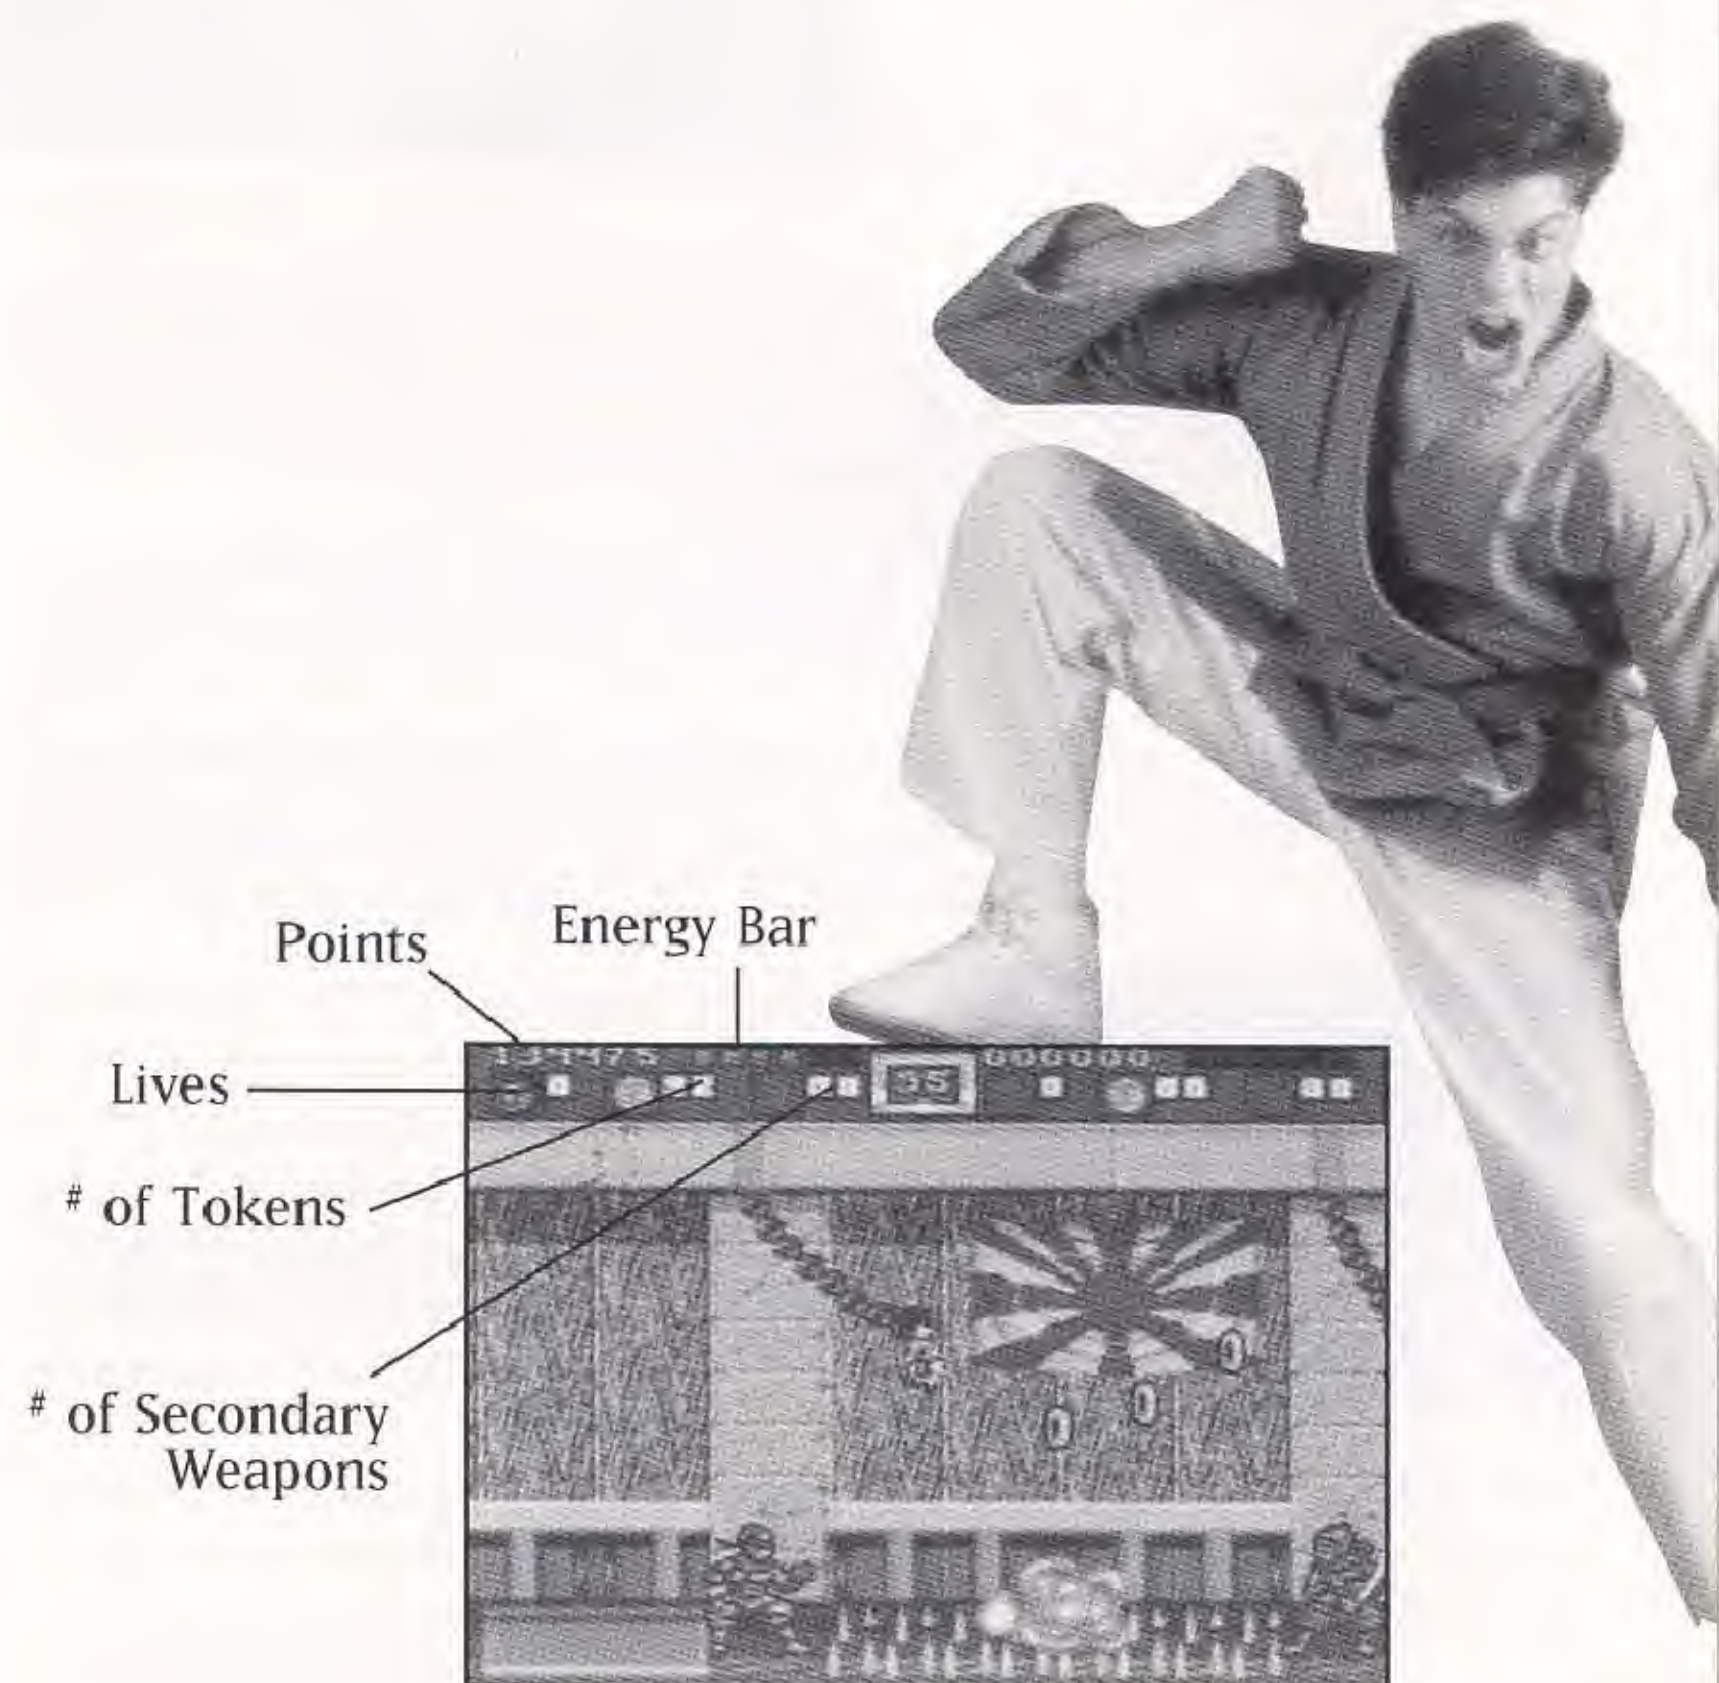 Points
Energy Bar
Lives
# of Tokens
# of Secondary
Weapons
35
000000